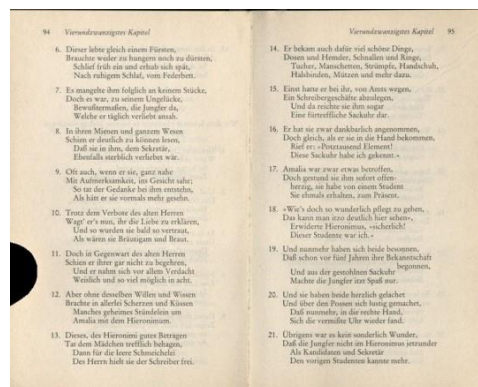 94 Vierundzwanzigstes Kapitel
6. Dieser lebte gleich einem Fürsten,
Brauchte weder zu hungern noch zu dürsten,
Schlief früh ein und erhub sich spät,
Nach ruhigem Schlaf, vom Federbett.
7. Es mangelte ihm folglich an keinem Stücke,
Doch es war, zu seinem Ungelücke,
Bewußtermaßen, die Jungfer da,
Welche er täglich verliebt ansah.
8. In ihren Mienen und ganzem Wesen
Schien er deutlich zu können lesen,
Daß sie in ihm, dem Sekretär,
Ebenfalls sterblich verliebet wär.
9. Oft auch, wenn er sie, ganz nahe
Mit Aufmerksamkeit, ins Gesicht sahe;
So tat der Gedanke bei ihm entstehn,
Als hätt er sie vormals mehr gesehn.
10. Trotz dem Verbote des alten Herren
Wagt' er's nun, ihr die Liebe zu erklären,
Und so wurden sie bald so vertraut,
Als wären sie Bräutigam und Braut.
11. Doch in Gegenwart des alten Herren
Schien er ihrer gar nicht zu begehren,
Und er nahm sich vor allem Verdacht
Weislich und so viel möglich in acht.
12. Aber ohne desselben Willen und Wissen
Brachte in allerlei Scherzen und Küssen
Manches geheimes Stündelein um
Amalia mit dem Hieronimum.
13. Dieses, des Hieronimi gutes Betragen
Tat dem Mädchen trefflich behagen,
Dann für die leere Schmeichelei
Des Herrn hielt sie der Schreiber frei.
Vierundzwanzigstes Kapitel 95
14. Er bekam auch dafür viel schöne Dinge,
Dosen und Hemder, Schnallen und Ringe,
Tücher, Manschetten, Strümpfe, Handschuh,
Halsbinden, Mützen und mehr dazu.
15. Einst hatte er bei ihr, von Amts wegen,
Ein Schreibergeschäfte abzulegen,
Und da reichte sie ihm sogar
Eine fürtreffliche Sackuhr dar.
16. Er hat sie zwar dankbarlich angenommen,
Doch gleich, als er sie in die Hand bekommen,
Rief er: »Potztausend Element!
Diese Sackuhr habe ich gekennt.«
17. Amalia war zwar etwas betroffen,
Doch gestund sie ihm sofort offen-
herzig, sie habe von einem Student
Sie ehmals erhalten, zum Präsent.
18. »Wie's doch so wunderlich pflegt zu gehen,
Das kann man itzo deutlich hier sehen«,
Erwiderte Hieronimus, »sicherlich!
Dieser Studente war ich.«
19. Und nunmehr haben sich beide besonnen,
Daß schon vor fünf Jahren ihre Bekanntschaft
begonnen,
Und aus der gestohlnen Sackuhr
Machte die Jungfer itzt Spaß nur.
20. Und sie haben beide herzlich gelachet
Und über den Prossen sich lustig gemachet,
Daß nunmehr, in die rechte Hand,
Sich die vermißte Uhr wieder fand.
21. Übrigens war es kein sonderlich Wunder,
Daß die Jungfer nicht im Hieronimus jetzunder
Als Kandidaten und Sekretär
Den vorigen Studenten kannte mehr.